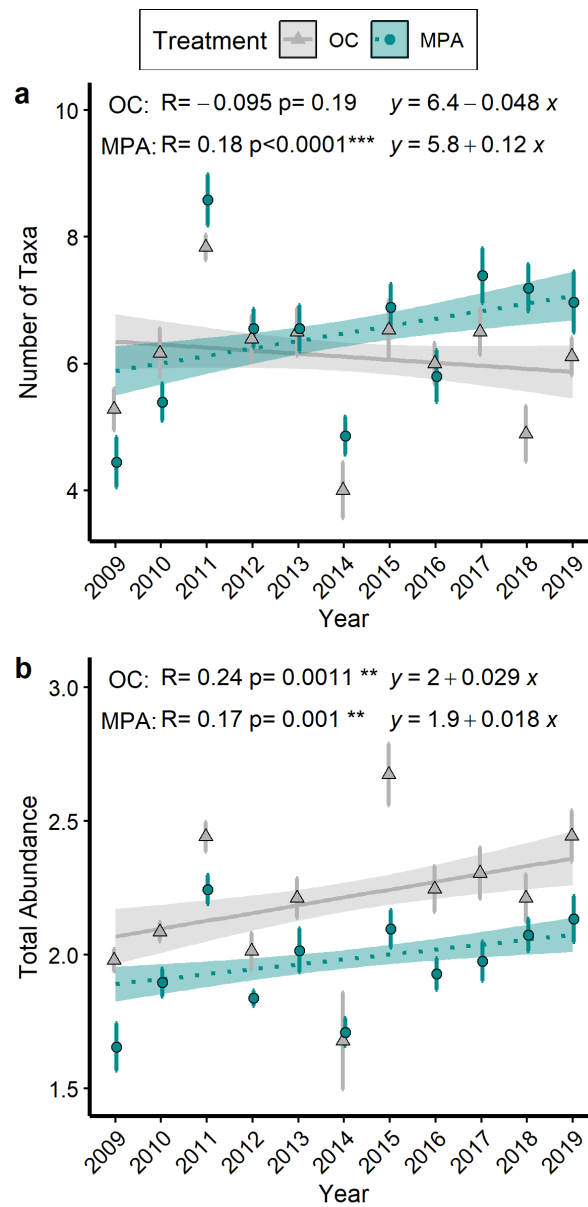 Treatment OC MPA
a
OC: R= −0.095 p= 0.19 y = 6.4 − 0.048 x
MPA: R= 0.18 p<0.0001*** y = 5.8 + 0.12 x
10
8
6
4
Number of Taxa
2009 2010 2011 2012 2013 2014 2015 2016 2017 2018 2019
Year
b
OC: R= 0.24 p= 0.0011 ** y = 2 + 0.029 x
MPA: R= 0.17 p= 0.001 ** y = 1.9 + 0.018 x
3.0
2.5
2.0
1.5
Total Abundance
2009 2010 2011 2012 2013 2014 2015 2016 2017 2018 2019
Year